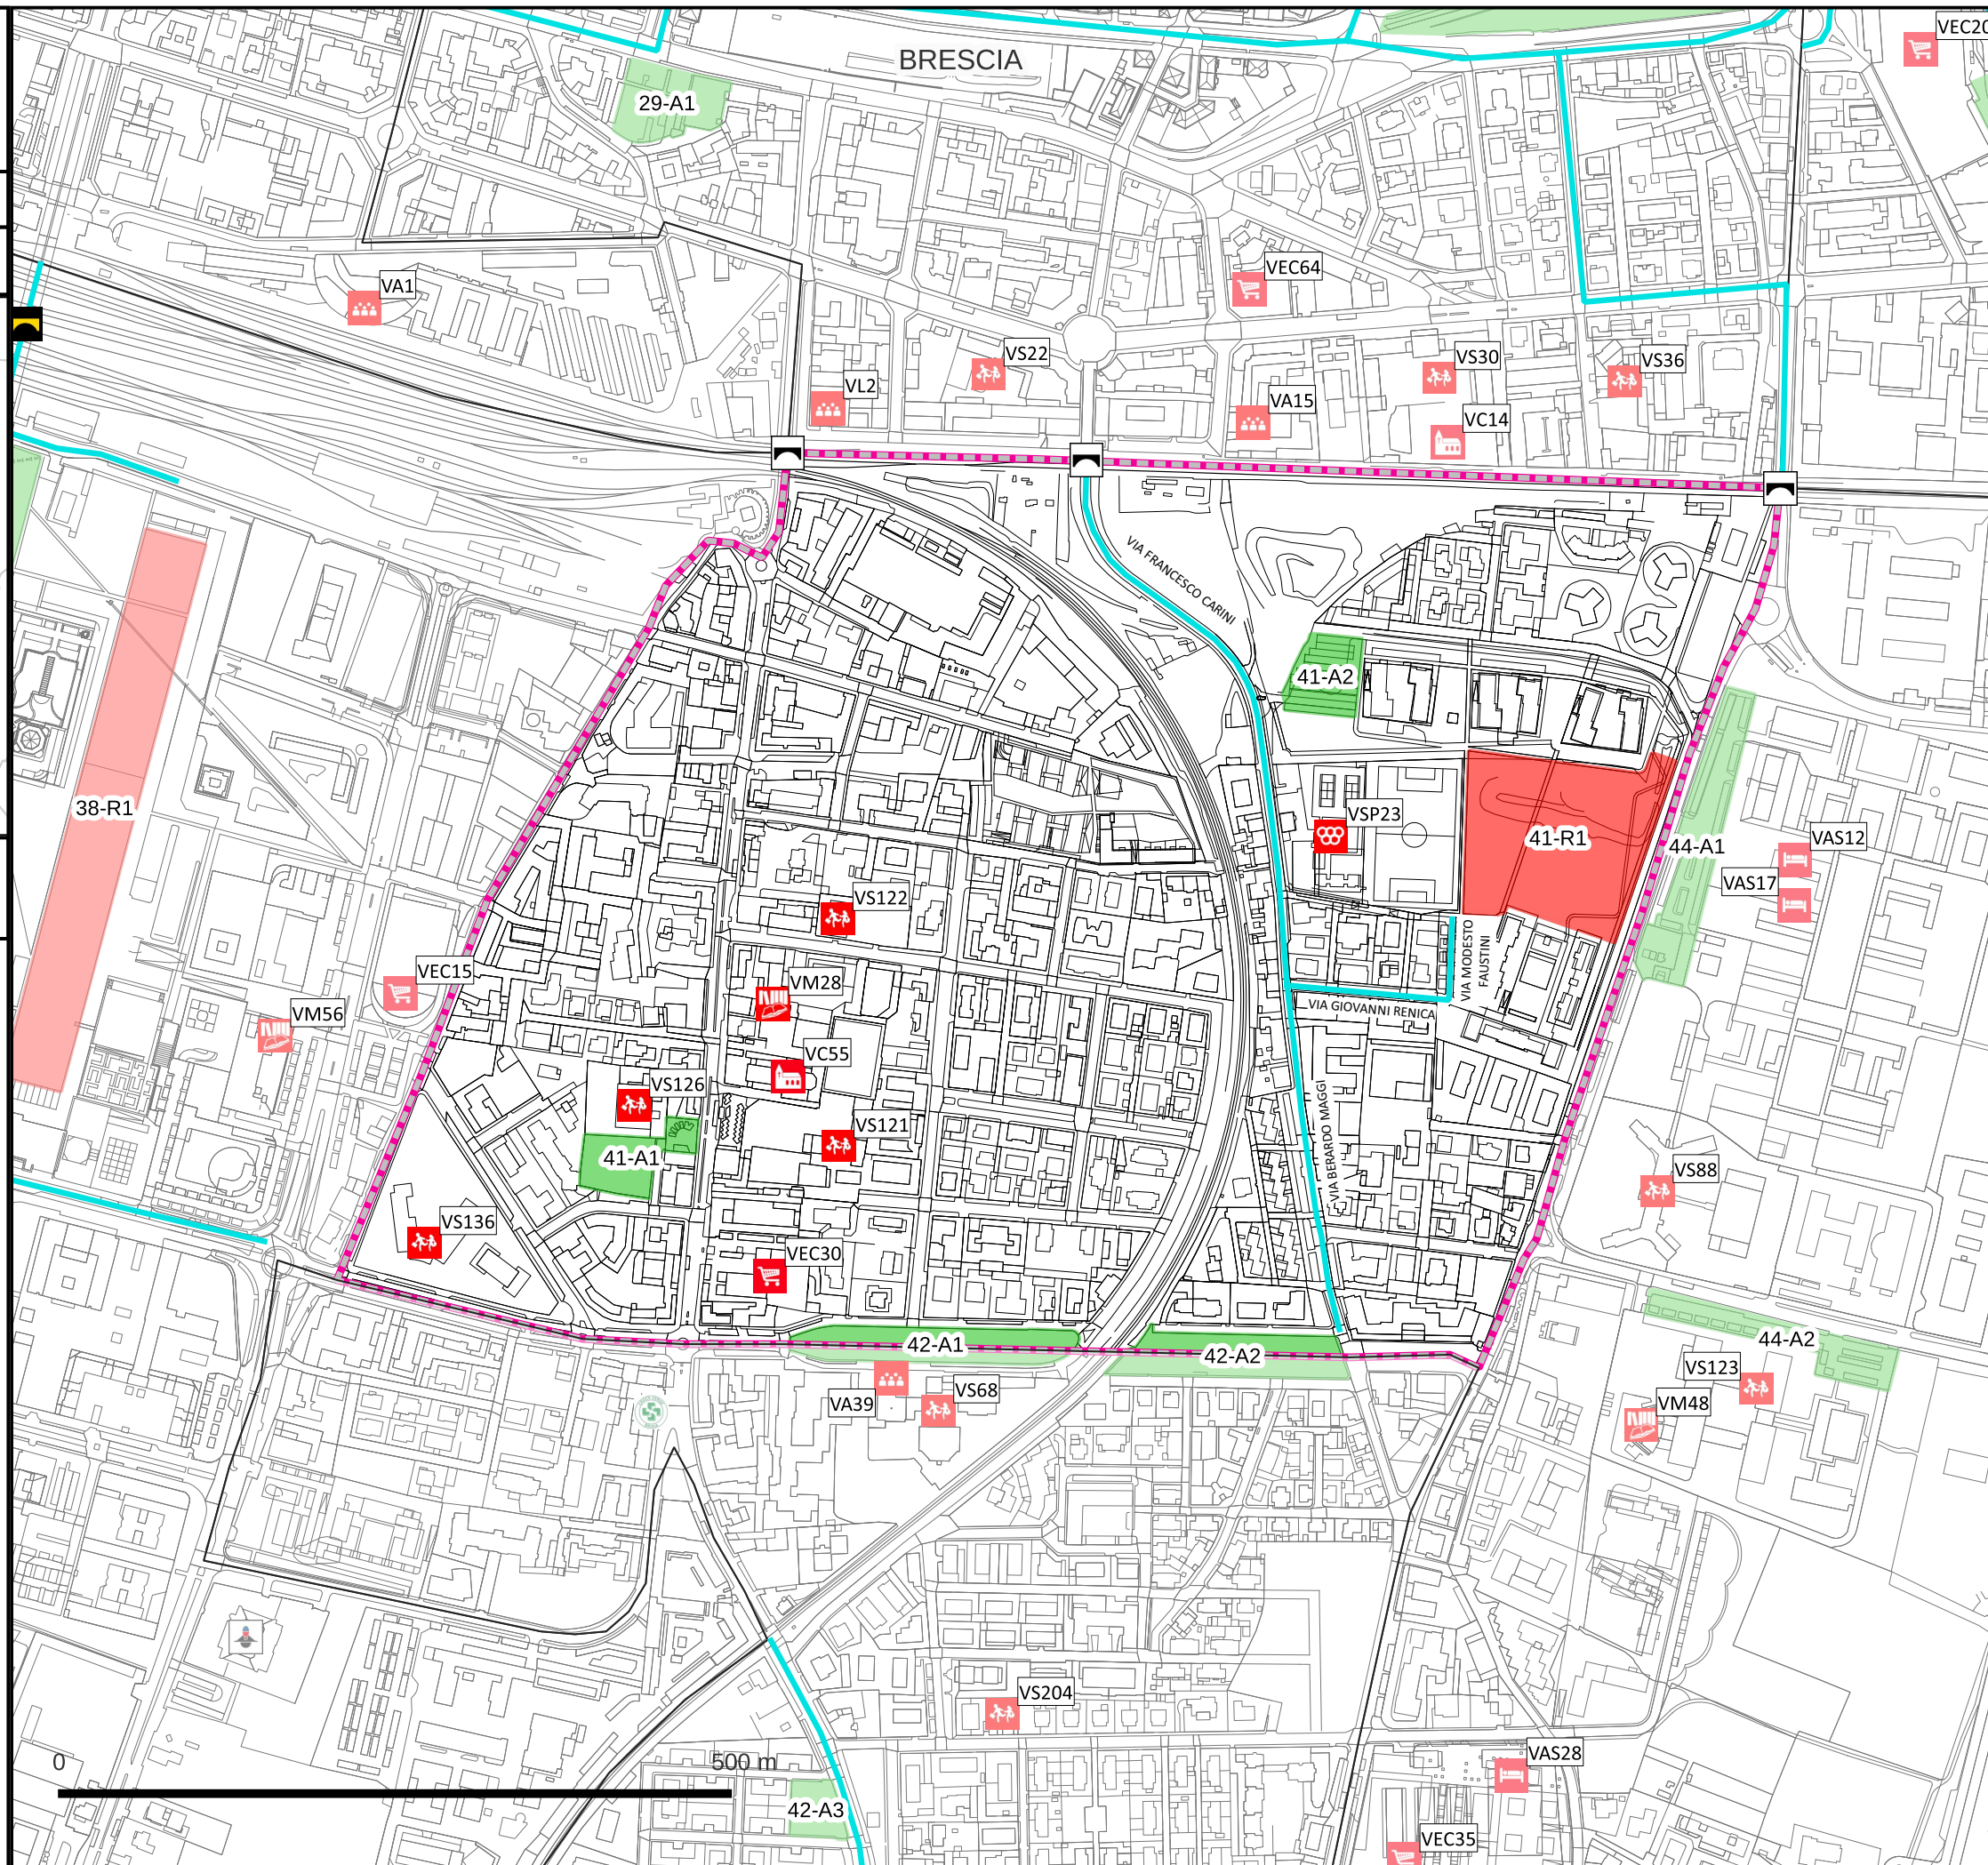 VEC20
BRESCIA
29-A1
VA1
VEC64
VS22
VS30
VS36
VL2
VA15
VC14
VIA FRANCESCO CARINI
41-A2
38-R1
VSP23
41-R1
44-A1
VAS12
VAS17
VS122
VIA MODESTO
FAUSTINI
VEC15
VM28
VM56
VIA GIOVANNI RENICA
VC55
VS126
VIA BERARDO MAGGI
VS121
41-A1
VS88
VS136
VEC30
42-A1
42-A2
44-A2
VS123
VS68
VA39
VM48
VS204
0
500 m
VAS28
42-A3
VEC35